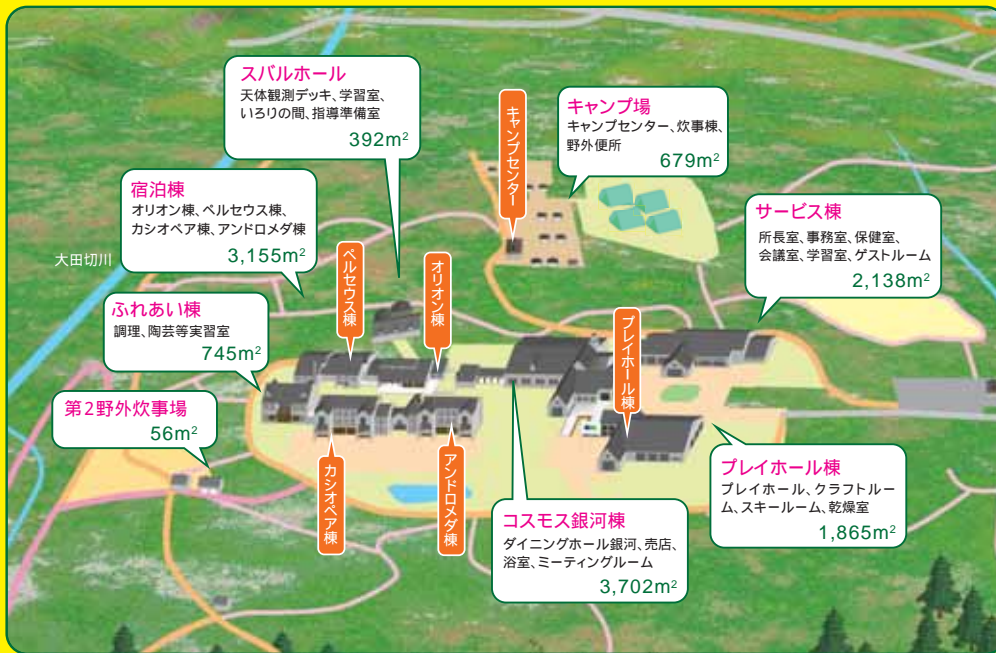 スバルホール
天体観測デッキ、学習室、
いろりの間、指導準備室
392m²
キャンプセンター
キャンプ場
キャンプセンター、炊事棟、
野外便所
679m²
宿泊棟
オリオン棟、ペルセウス棟、
カシオペア棟、アンドロメダ棟
3,155m²
サービス棟
所長室、事務室、保健室、
会議室、学習室、ゲストルーム
2,138m²
大田切川
ペルセウス棟
オリオン棟
ふれあい棟
調理、陶芸等実習室
745m²
プレイホール棟
第2野外炊事場
56m²
カシオペア棟
アンドロメダ棟
コスモス銀河棟
ダイニングホール銀河、売店、
浴室、ミーティングルーム
3,702m²
プレイホール棟
プレイホール、クラフトルー
ム、スキールーム、乾燥室
1,865m²